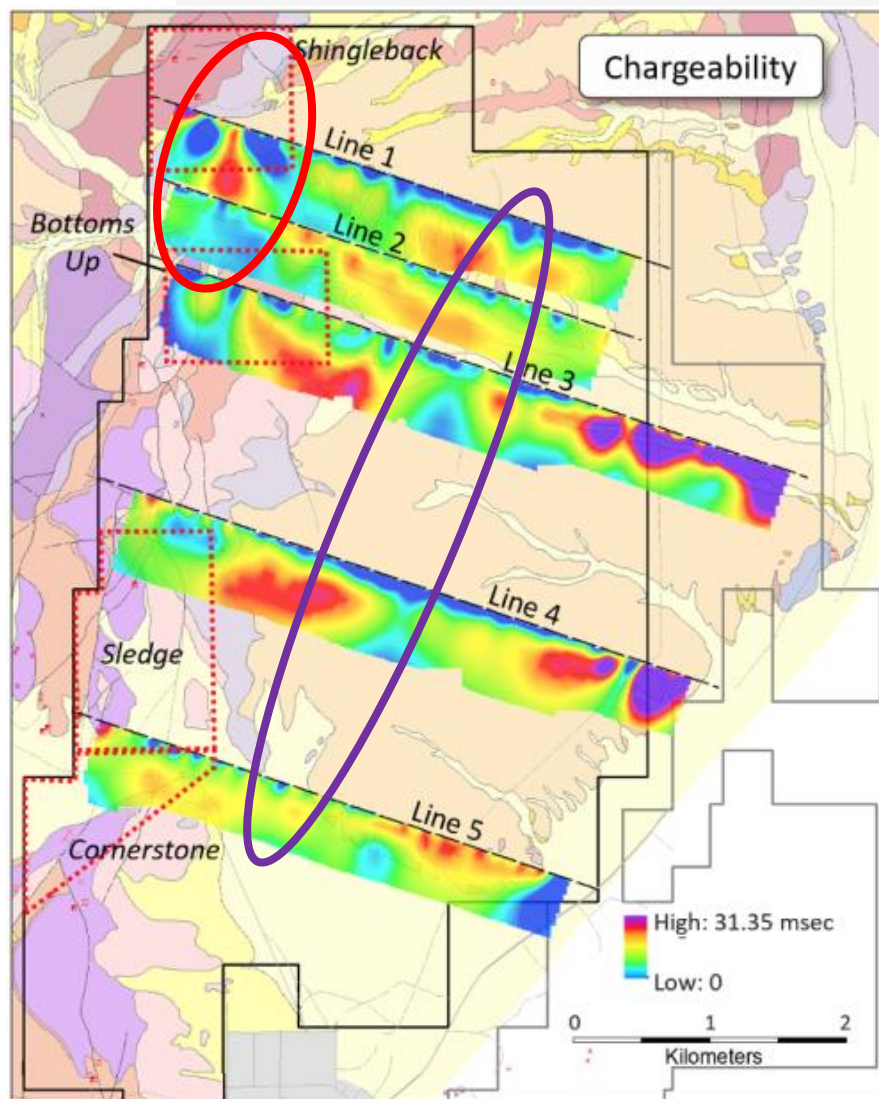 Shingleback
Chargeability
Line 1
Bottoms
Up
Line 2
Line 3
Line 4
Sledge
Line 5
Cornerstone
High: 31.35 msec
Low: 0
0 1 2
Kilometers